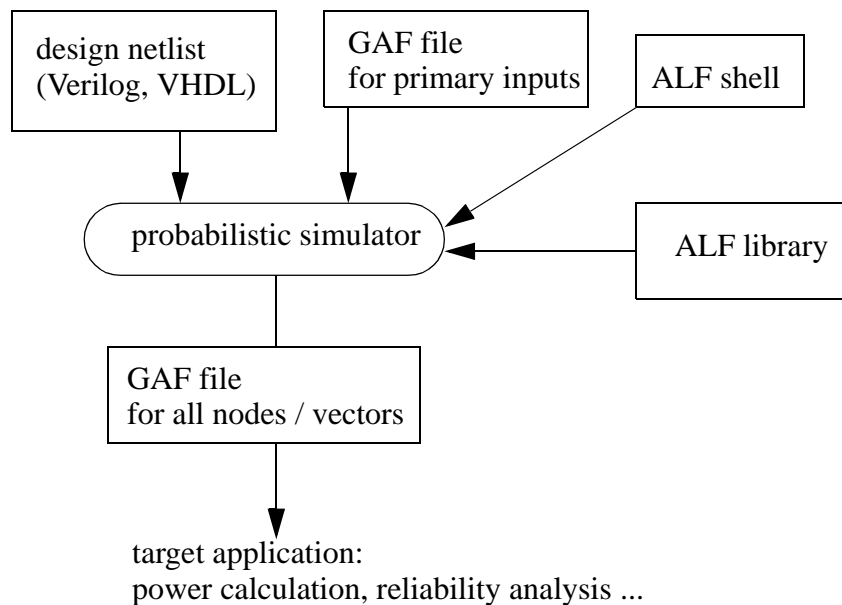 design netlist
(Verilog, VHDL)
GAF file
for primary inputs
ALF shell
probabilistic simulator
ALF library
GAF file
for all nodes / vectors
target application:
power calculation, reliability analysis ...